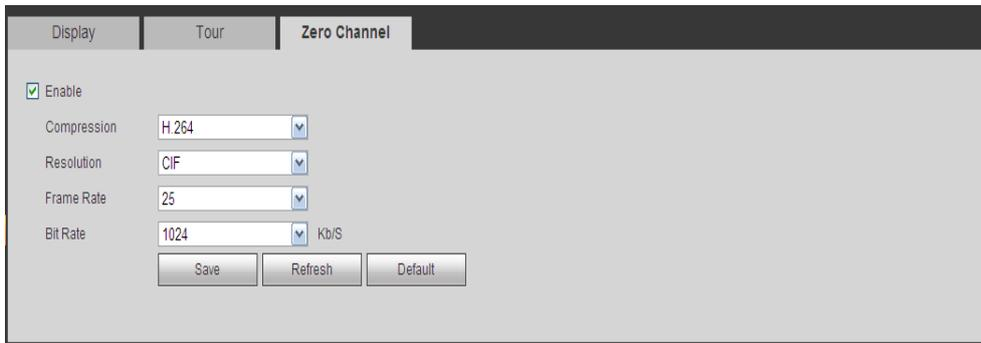 Display Tour Zero Channel
Enable
Compression H.264
Resolution CIF
Frame Rate 25
Bit Rate 1024 Kb/S
Save Refresh Default